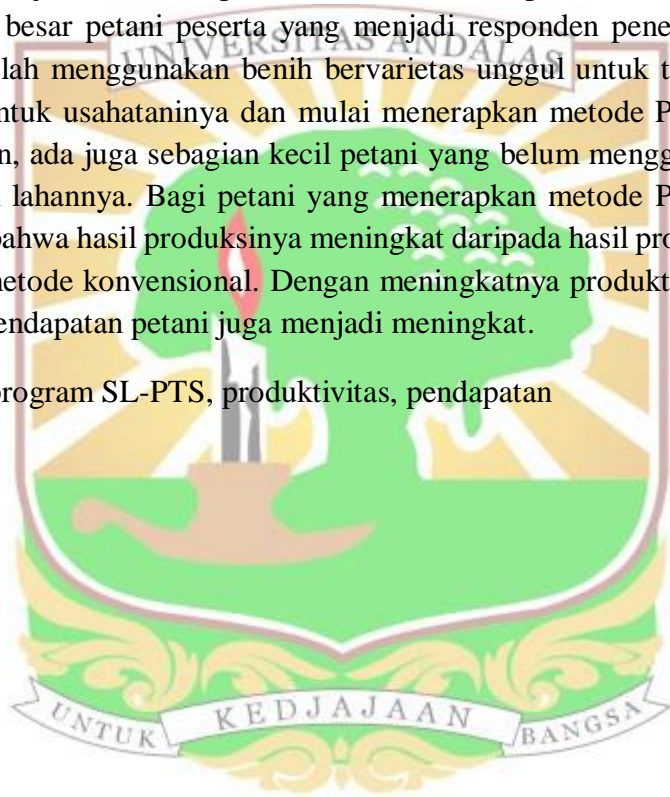 besar petani peserta yang menjadi responden pene
UNIVERSITAS ANDALAS
lah menggunakan benih bervarietas unggul untuk t
ntuk usahataninya dan mulai menerapkan metode P
n, ada juga sebagian kecil petani yang belum mengg
lahannya. Bagi petani yang menerapkan metode P
bahwa hasil produksinya meningkat daripada hasil pro
metode konvensional. Dengan meningkatnya produkt
endapatan petani juga menjadi meningkat.
program SL-PTS, produktivitas, pendapatan
UNTUK KEDJAJAAN BANGSA